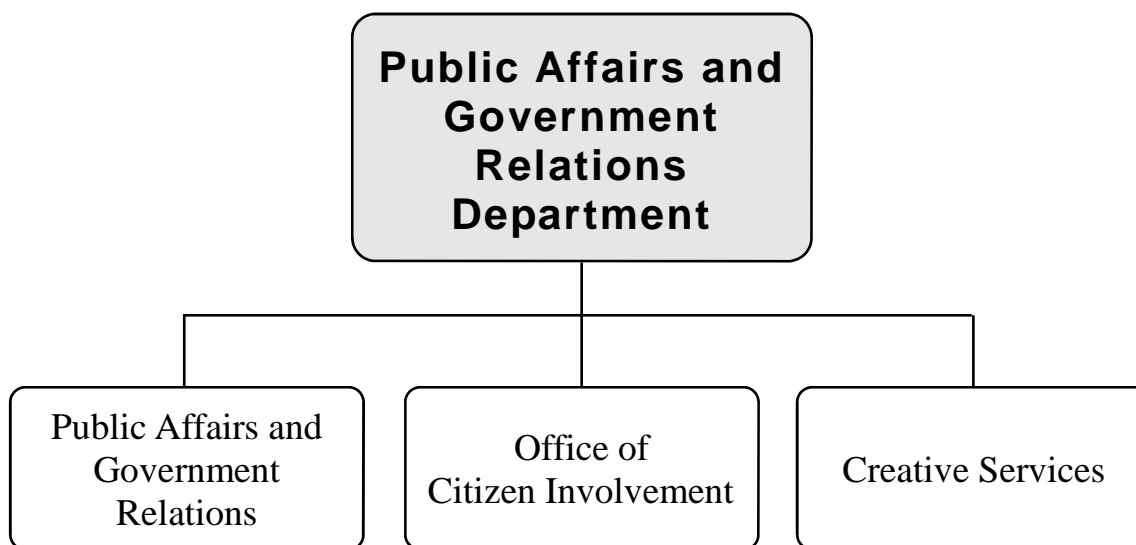 Public Affairs and
Government
Relations
Department
Public Affairs and
Government
Relations
Office of
Citizen Involvement
Creative Services